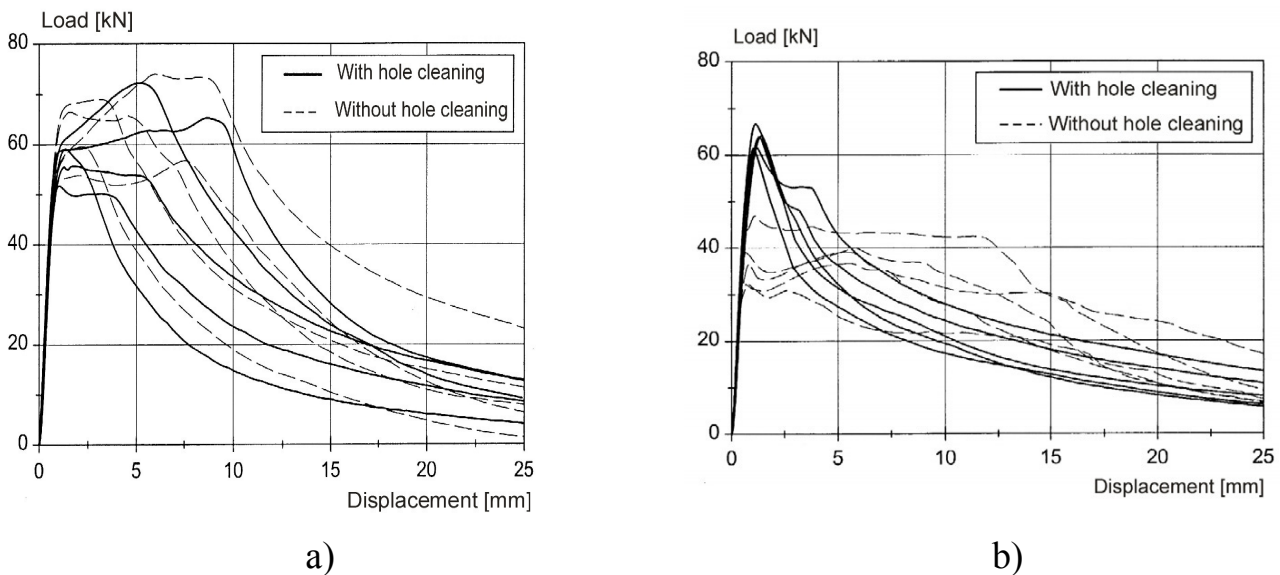 Load [kN]
80
60
40
20
0
With hole cleaning
Without hole cleaning
0 5 10 15 20 25
Displacement [mm]
a)
Load [kN]
80
60
40
20
0
With hole cleaning
Without hole cleaning
0 5 10 15 20 25
Displacement [mm]
b)